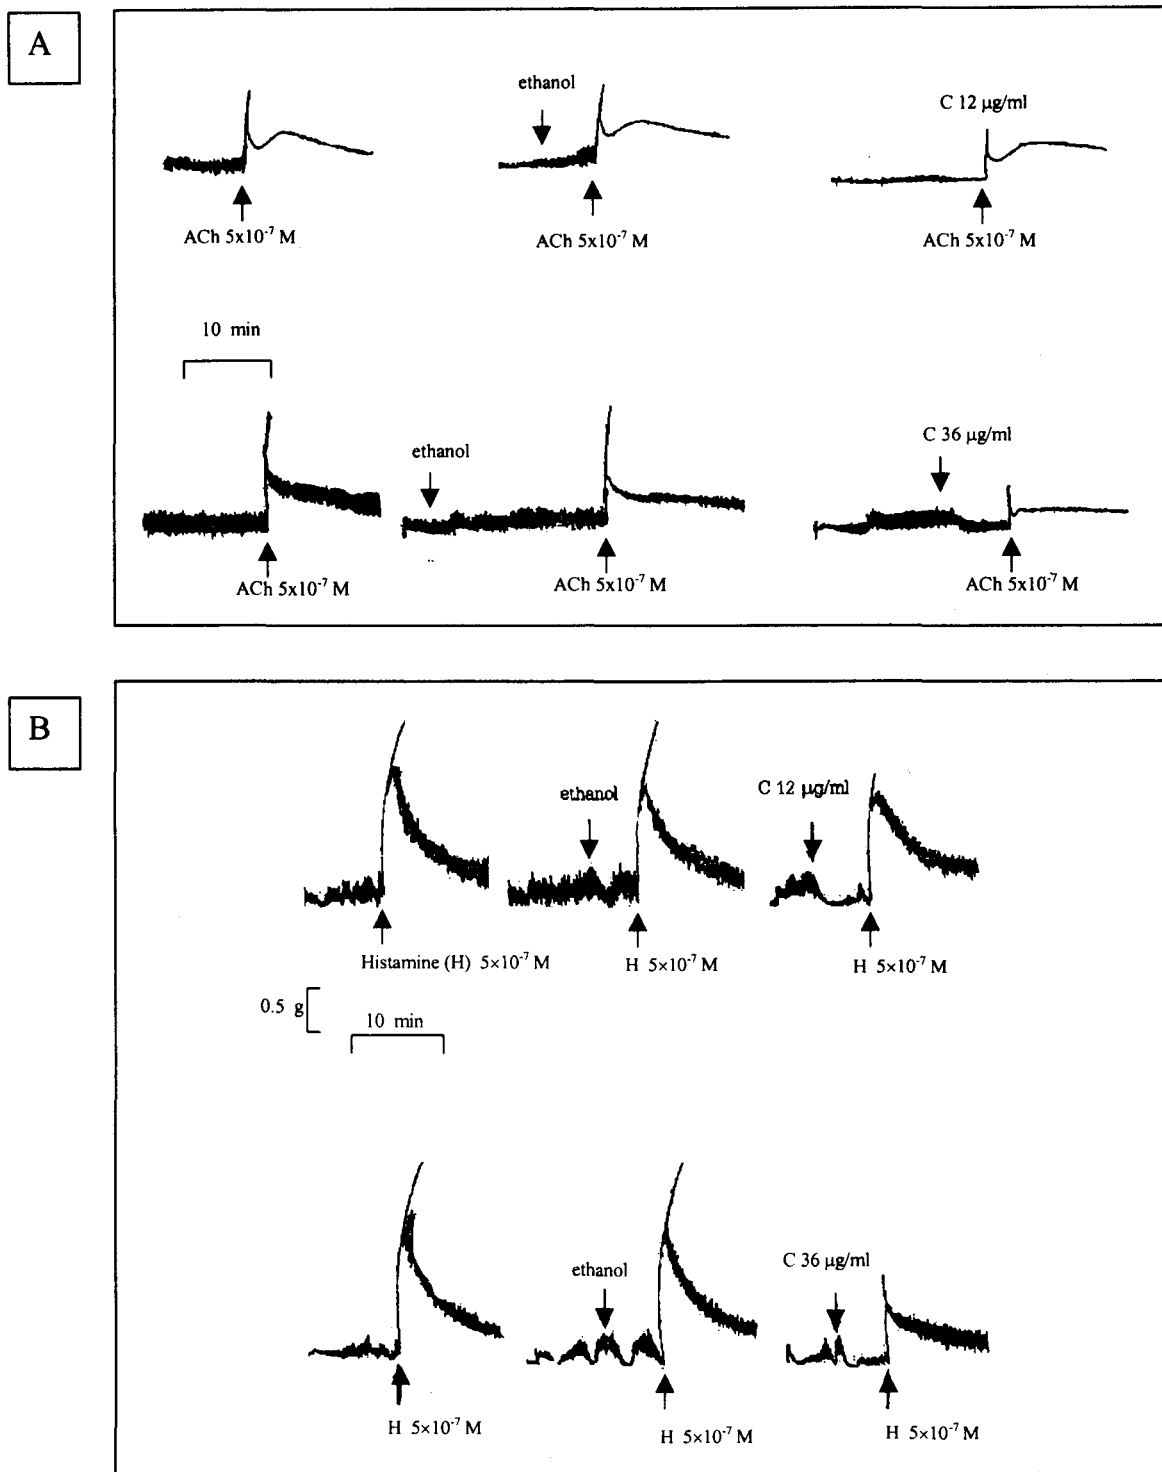 A
ethanol
C 12 µg/ml
ACh 5x10⁻⁷ M
ACh 5x10⁻⁷ M
ACh 5x10⁻⁷ M
10 min
ethanol
C 36 µg/ml
ACh 5x10⁻⁷ M
ACh 5x10⁻⁷ M
ACh 5x10⁻⁷ M
B
ethanol
C 12 µg/ml
Histamine (H) 5×10⁻⁷ M
H 5×10⁻⁷ M
H 5×10⁻⁷ M
0.5 g
10 min
ethanol
C 36 µg/ml
H 5×10⁻⁷ M
H 5×10⁻⁷ M
H 5×10⁻⁷ M